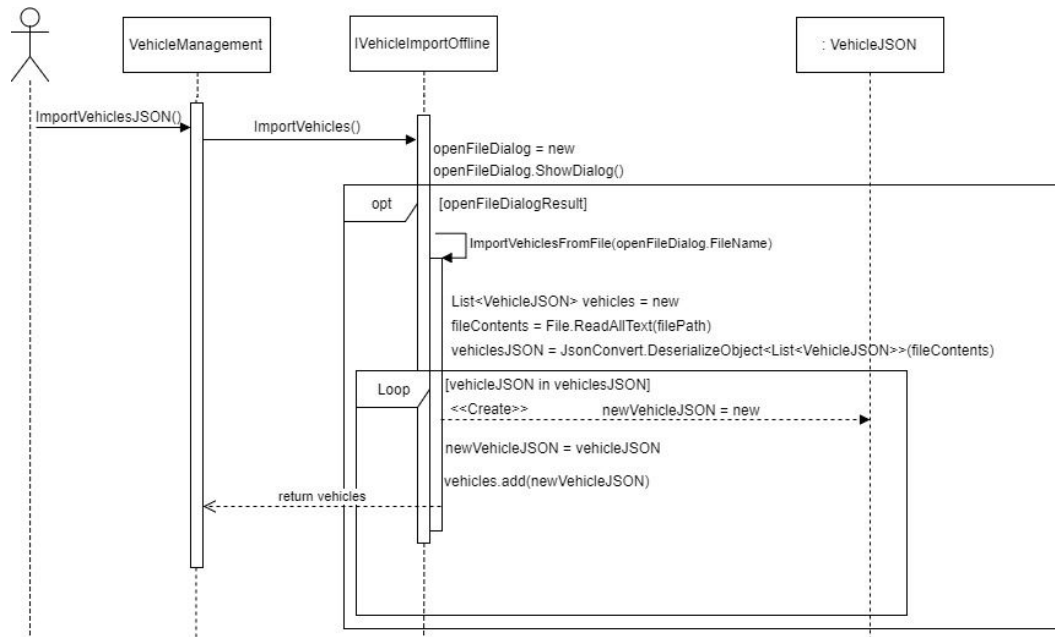 VehicleManagement
IVehicleImportOffline
: VehicleJSON
ImportVehiclesJSON()
ImportVehicles()
openFileDialog = new
openFileDialog.ShowDialog()
opt
[openFileDialogResult]
ImportVehiclesFromFile(openFileDialog.FileName)
List<VehicleJSON> vehicles = new
fileContents = File.ReadAllText(filePath)
vehiclesJSON = JsonConvert.DeserializeObject<List<VehicleJSON>>(fileContents)
Loop
[vehicleJSON in vehiclesJSON]
<<Create>>
newVehicleJSON = new
newVehicleJSON = vehicleJSON
vehicles.add(newVehicleJSON)
return vehicles